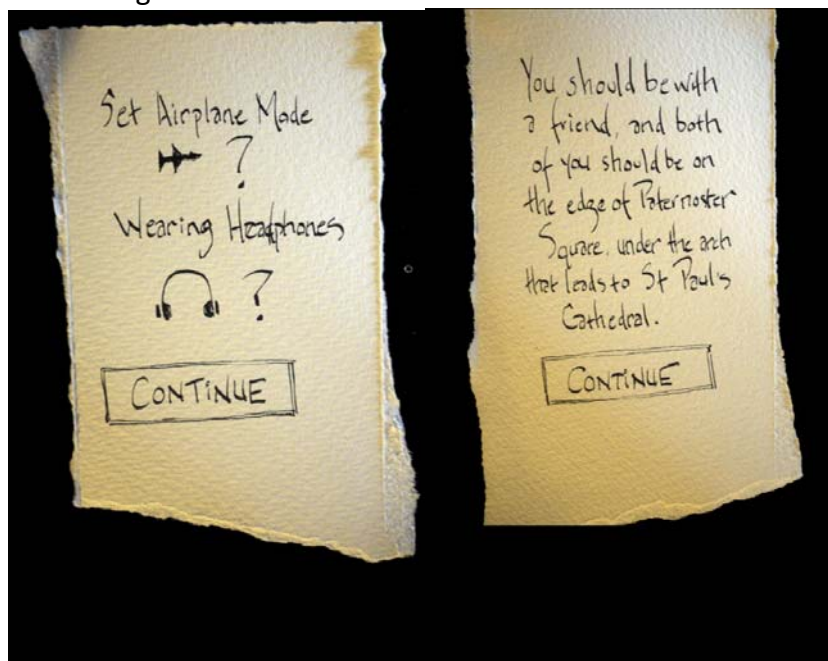 Set Airplane Mode
?
Wearing Headphones
?
CONTINUE
You should be with
a friend, and both
of you should be on
the edge of Paternoster
Square, under the arch
that leads to St Paul's
Cathedral.
CONTINUE